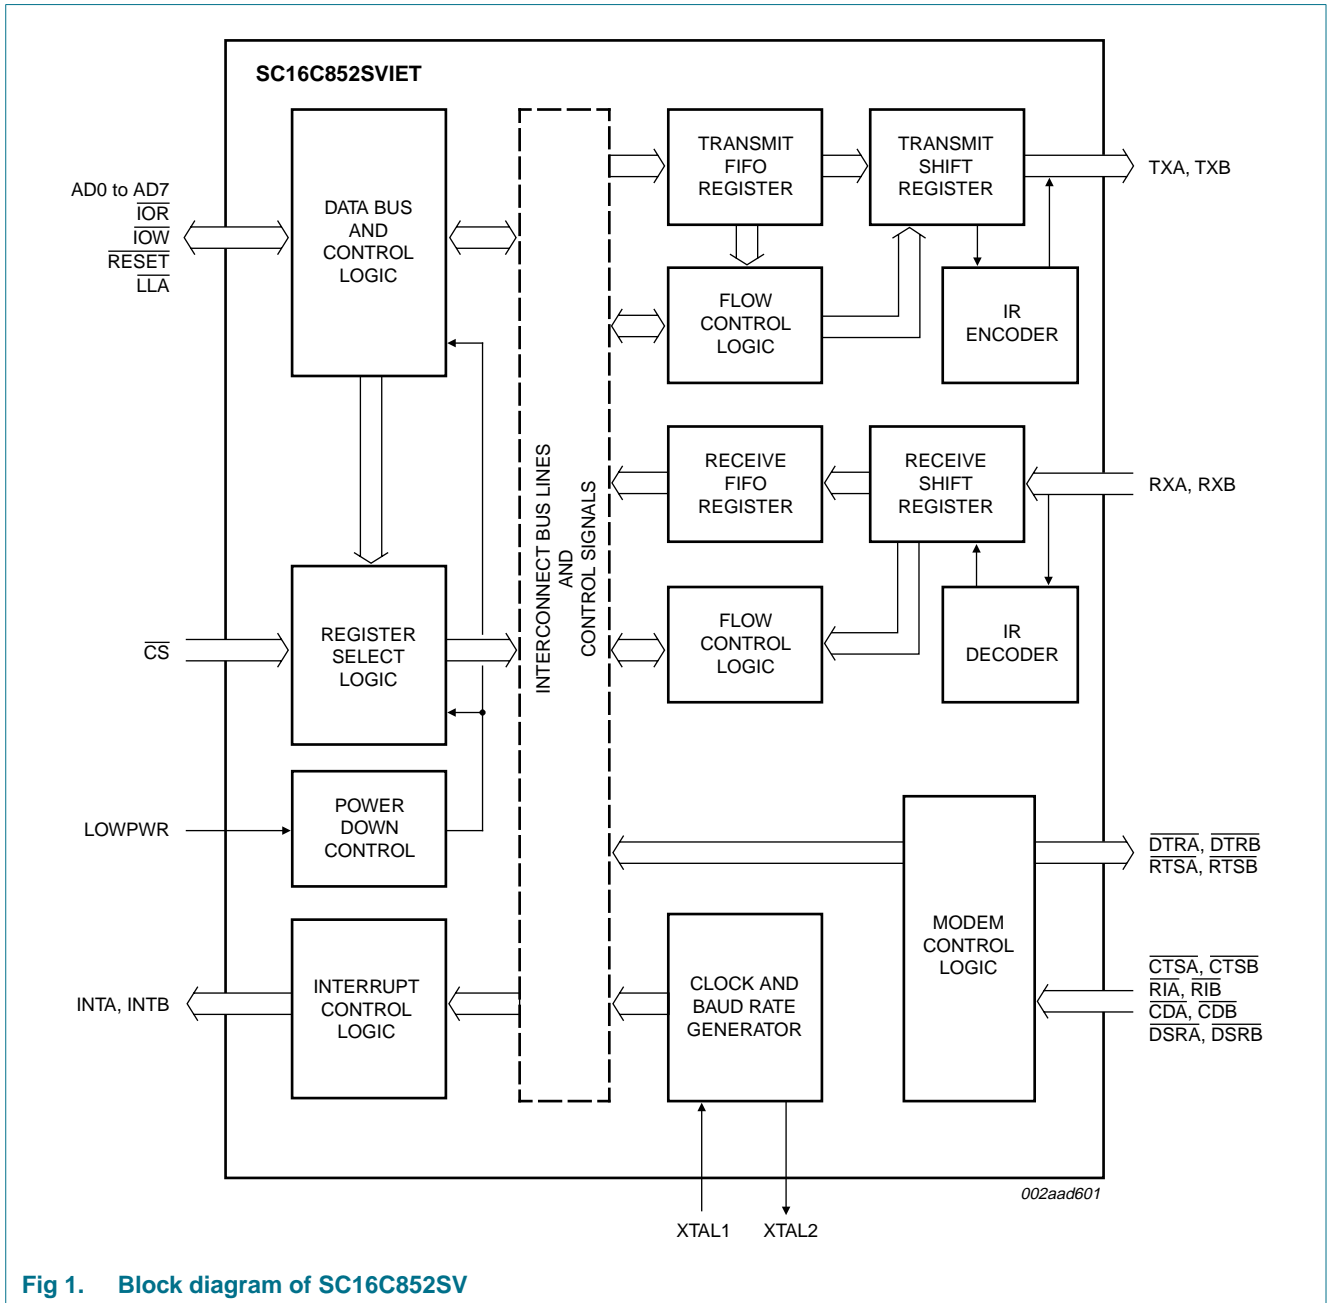 SC16C852SVIET
AD0 to AD7
IOR
IOW
RESET
LLA
DATA BUS
AND
CONTROL
LOGIC
TRANSMIT
FIFO
REGISTER
TRANSMIT
SHIFT
REGISTER
TXA, TXB
FLOW
CONTROL
LOGIC
IR
ENCODER
INTERCONNECT BUS LINES
AND
CONTROL SIGNALS
RECEIVE
FIFO
REGISTER
RECEIVE
SHIFT
REGISTER
RXA, RXB
CS
REGISTER
SELECT
LOGIC
FLOW
CONTROL
LOGIC
IR
DECODER
LOWPWR
POWER
DOWN
CONTROL
DTRA, DTRB
RTSA, RTSB
MODEM
CONTROL
LOGIC
CTSA, CTSB
RIA, RIB
CDA, CDB
DSRA, DSRB
INTA, INTB
INTERRUPT
CONTROL
LOGIC
CLOCK AND
BAUD RATE
GENERATOR
XTAL1
XTAL2
002aad601
Fig 1. Block diagram of SC16C852SV